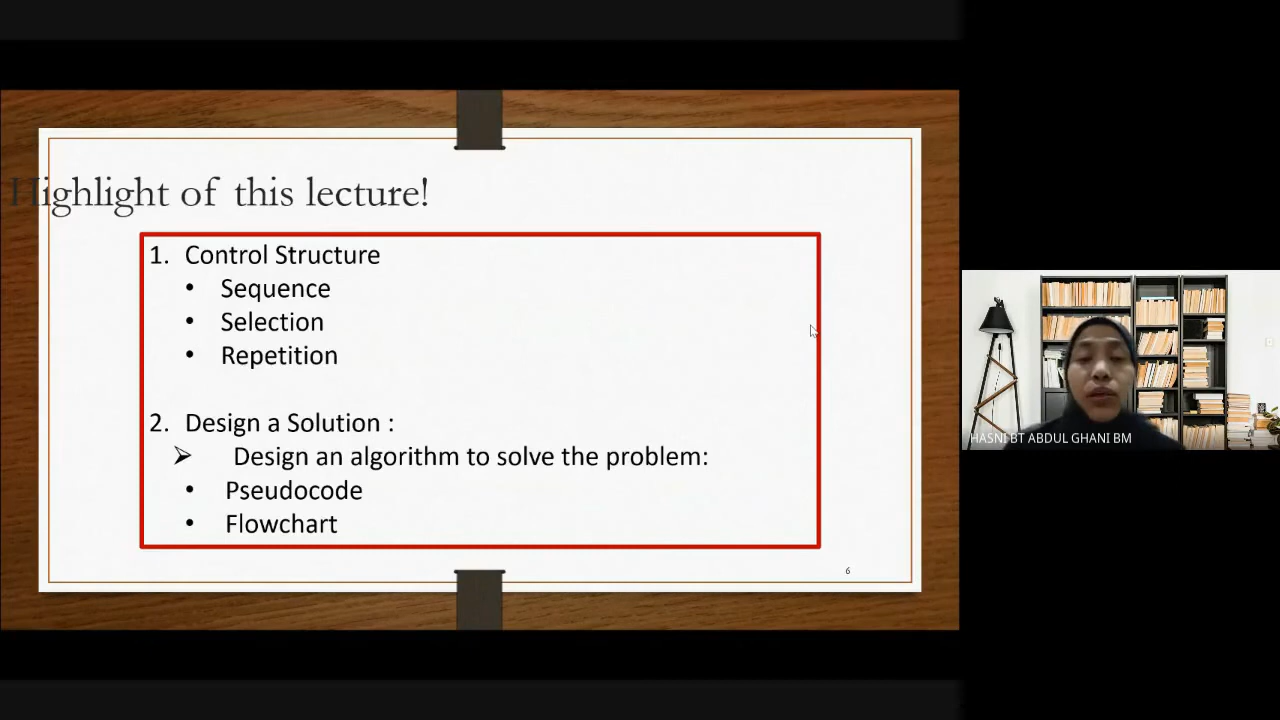 Highlight of this lecture!
1. Control Structure
• Sequence
• Selection
• Repetition
2. Design a Solution :
➢ Design an algorithm to solve the problem:
• Pseudocode
• Flowchart
6
HASNI BT ABDUL GHANI BM